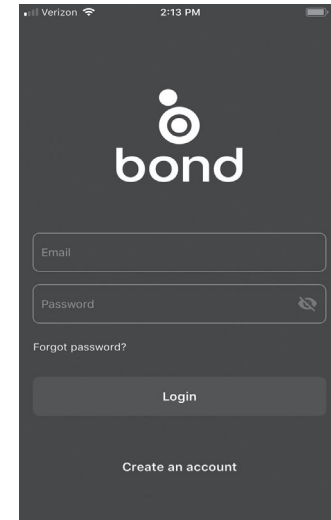 Verizon 2:13 PM
bond
Email
Password
Forgot password?
Login
Create an account